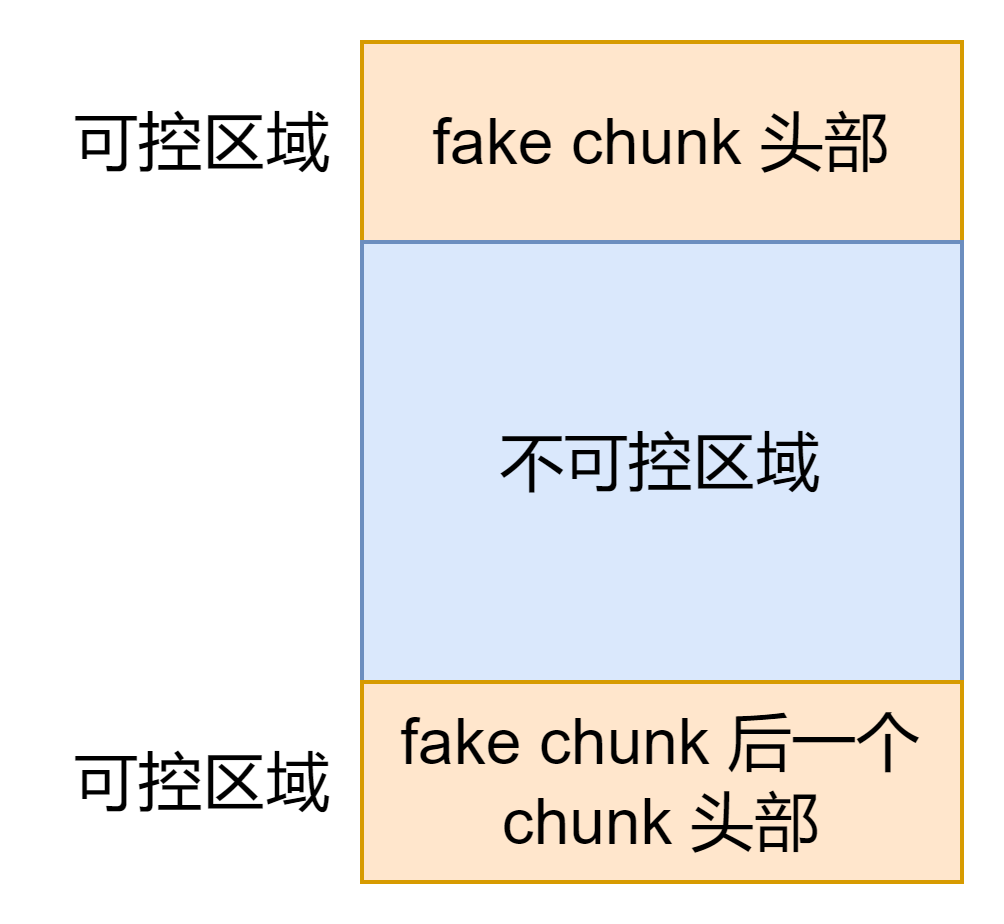 可控区域
fake chunk 头部
不可控区域
可控区域
fake chunk 后一个
chunk 头部